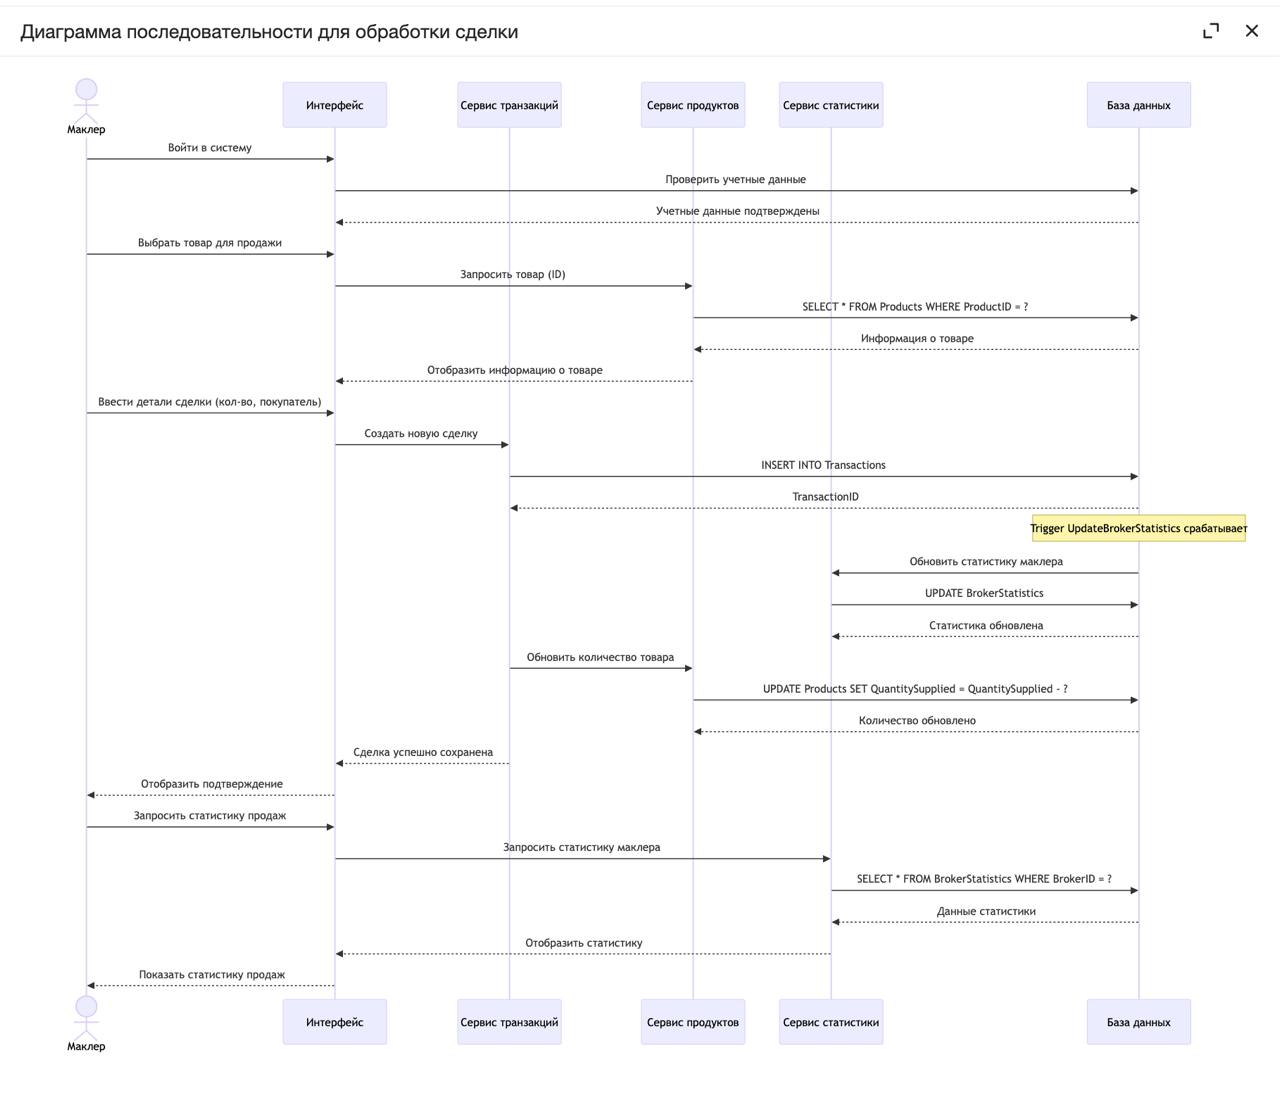 Диаграмма последовательности для обработки сделки
Маклер
Интерфейс
Сервис транзакций
Сервис продуктов
Сервис статистики
База данных
Войти в систему
Проверить учетные данные
Учетные данные подтверждены
Выбрать товар для продажи
Запросить товар (ID)
SELECT * FROM Products WHERE ProductID = ?
Информация о товаре
Отобразить информацию о товаре
Ввести детали сделки (кол-во, покупатель)
Создать новую сделку
INSERT INTO Transactions
TransactionID
Trigger UpdateBrokerStatistics срабатывает
Обновить статистику маклера
UPDATE BrokerStatistics
Статистика обновлена
Обновить количество товара
UPDATE Products SET QuantitySupplied = QuantitySupplied - ?
Количество обновлено
Сделка успешно сохранена
Отобразить подтверждение
Запросить статистику продаж
Запросить статистику маклера
SELECT * FROM BrokerStatistics WHERE BrokerID = ?
Данные статистики
Отобразить статистику
Показать статистику продаж
Маклер
Интерфейс
Сервис транзакций
Сервис продуктов
Сервис статистики
База данных